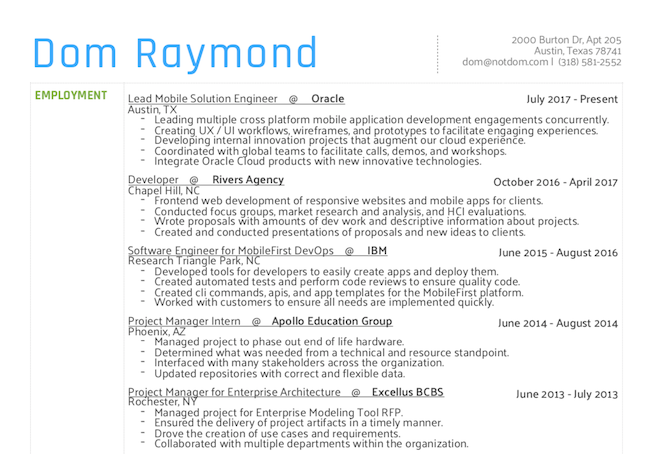 Dom Raymond
2000 Burton Dr, Apt 205
Austin, Texas 78741
dom@notdom.com | (318) 581-2552
EMPLOYMENT
Lead Mobile Solution Engineer @ Oracle July 2017 - Present
Austin, TX
- Leading multiple cross platform mobile application development engagements concurrently.
- Creating UX / UI workflows, wireframes, and prototypes to facilitate engaging experiences.
- Developing internal innovation projects that augment our cloud experience.
- Coordinated with global teams to facilitate calls, demos, and workshops.
- Integrate Oracle Cloud products with new innovative technologies.
Developer @ Rivers Agency October 2016 - April 2017
Chapel Hill, NC
- Frontend web development of responsive websites and mobile apps for clients.
- Conducted focus groups, market research and analysis, and HCI evaluations.
- Wrote proposals with amounts of dev work and descriptive information about projects.
- Created and conducted presentations of proposals and new ideas to clients.
Software Engineer for MobileFirst DevOps @ IBM June 2015 - August 2016
Research Triangle Park, NC
- Developed tools for developers to easily create apps and deploy them.
- Created automated tests and perform code reviews to ensure quality code.
- Created cli commands, apis, and app templates for the MobileFirst platform.
- Worked with customers to ensure all needs are implemented quickly.
Project Manager Intern @ Apollo Education Group June 2014 - August 2014
Phoenix, AZ
- Managed project to phase out end of life hardware.
- Determined what was needed from a technical and resource standpoint.
- Interfaced with many stakeholders across the organization.
- Updated repositories with correct and flexible data.
Project Manager for Enterprise Architecture @ Excellus BCBS June 2013 - July 2013
Rochester, NY
- Managed project for Enterprise Modeling Tool RFP.
- Ensured the delivery of project artifacts in a timely manner.
- Drove the creation of use cases and requirements.
- Collaborated with multiple departments within the organization.